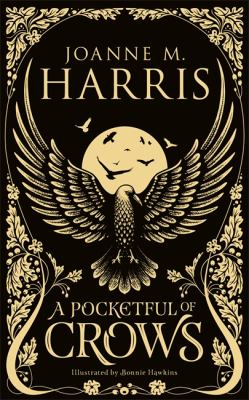 JOANNE M.
HARRIS
A POCKETFUL OF
CROWS
Illustrated by Bonnie Hawkins